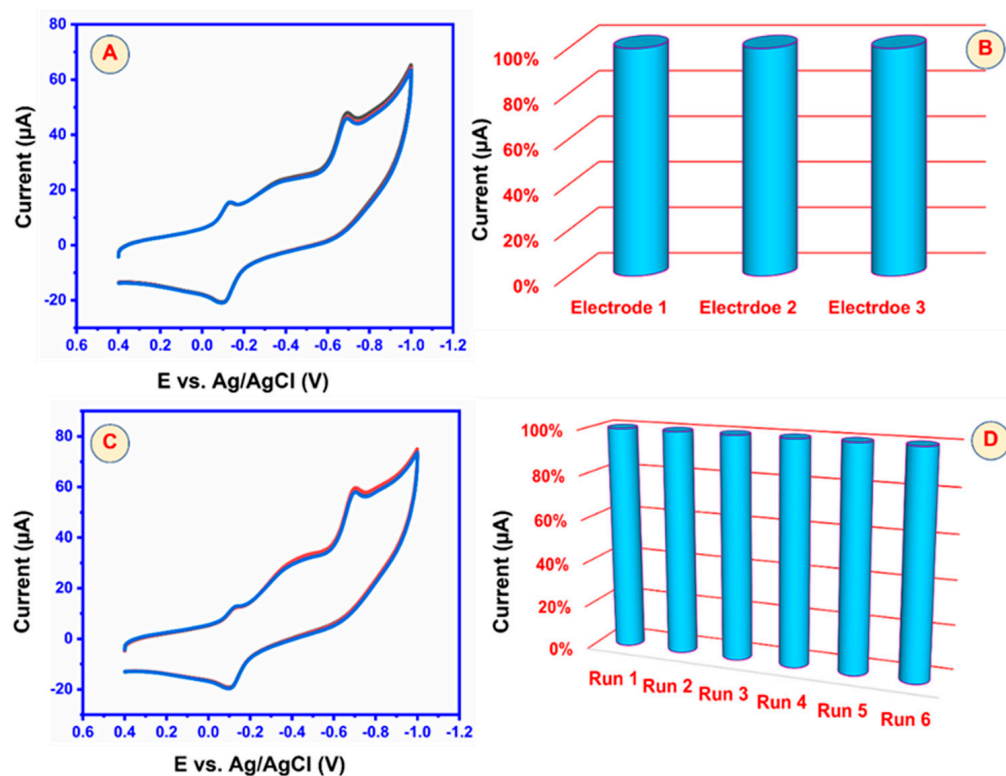 A
Current (µA)
80
60
40
20
0
-20
0.6 0.4 0.2 0.0 -0.2 -0.4 -0.6 -0.8 -1.0 -1.2
E vs. Ag/AgCl (V)
B
Current (µA)
100%
80%
60%
40%
20%
0%
Electrode 1 Electrdoe 2 Electrdoe 3
C
Current (µA)
80
60
40
20
0
-20
0.6 0.4 0.2 0.0 -0.2 -0.4 -0.6 -0.8 -1.0 -1.2
E vs. Ag/AgCl (V)
D
Current (µA)
100%
80%
60%
40%
20%
0%
Run 1 Run 2 Run 3 Run 4 Run 5 Run 6